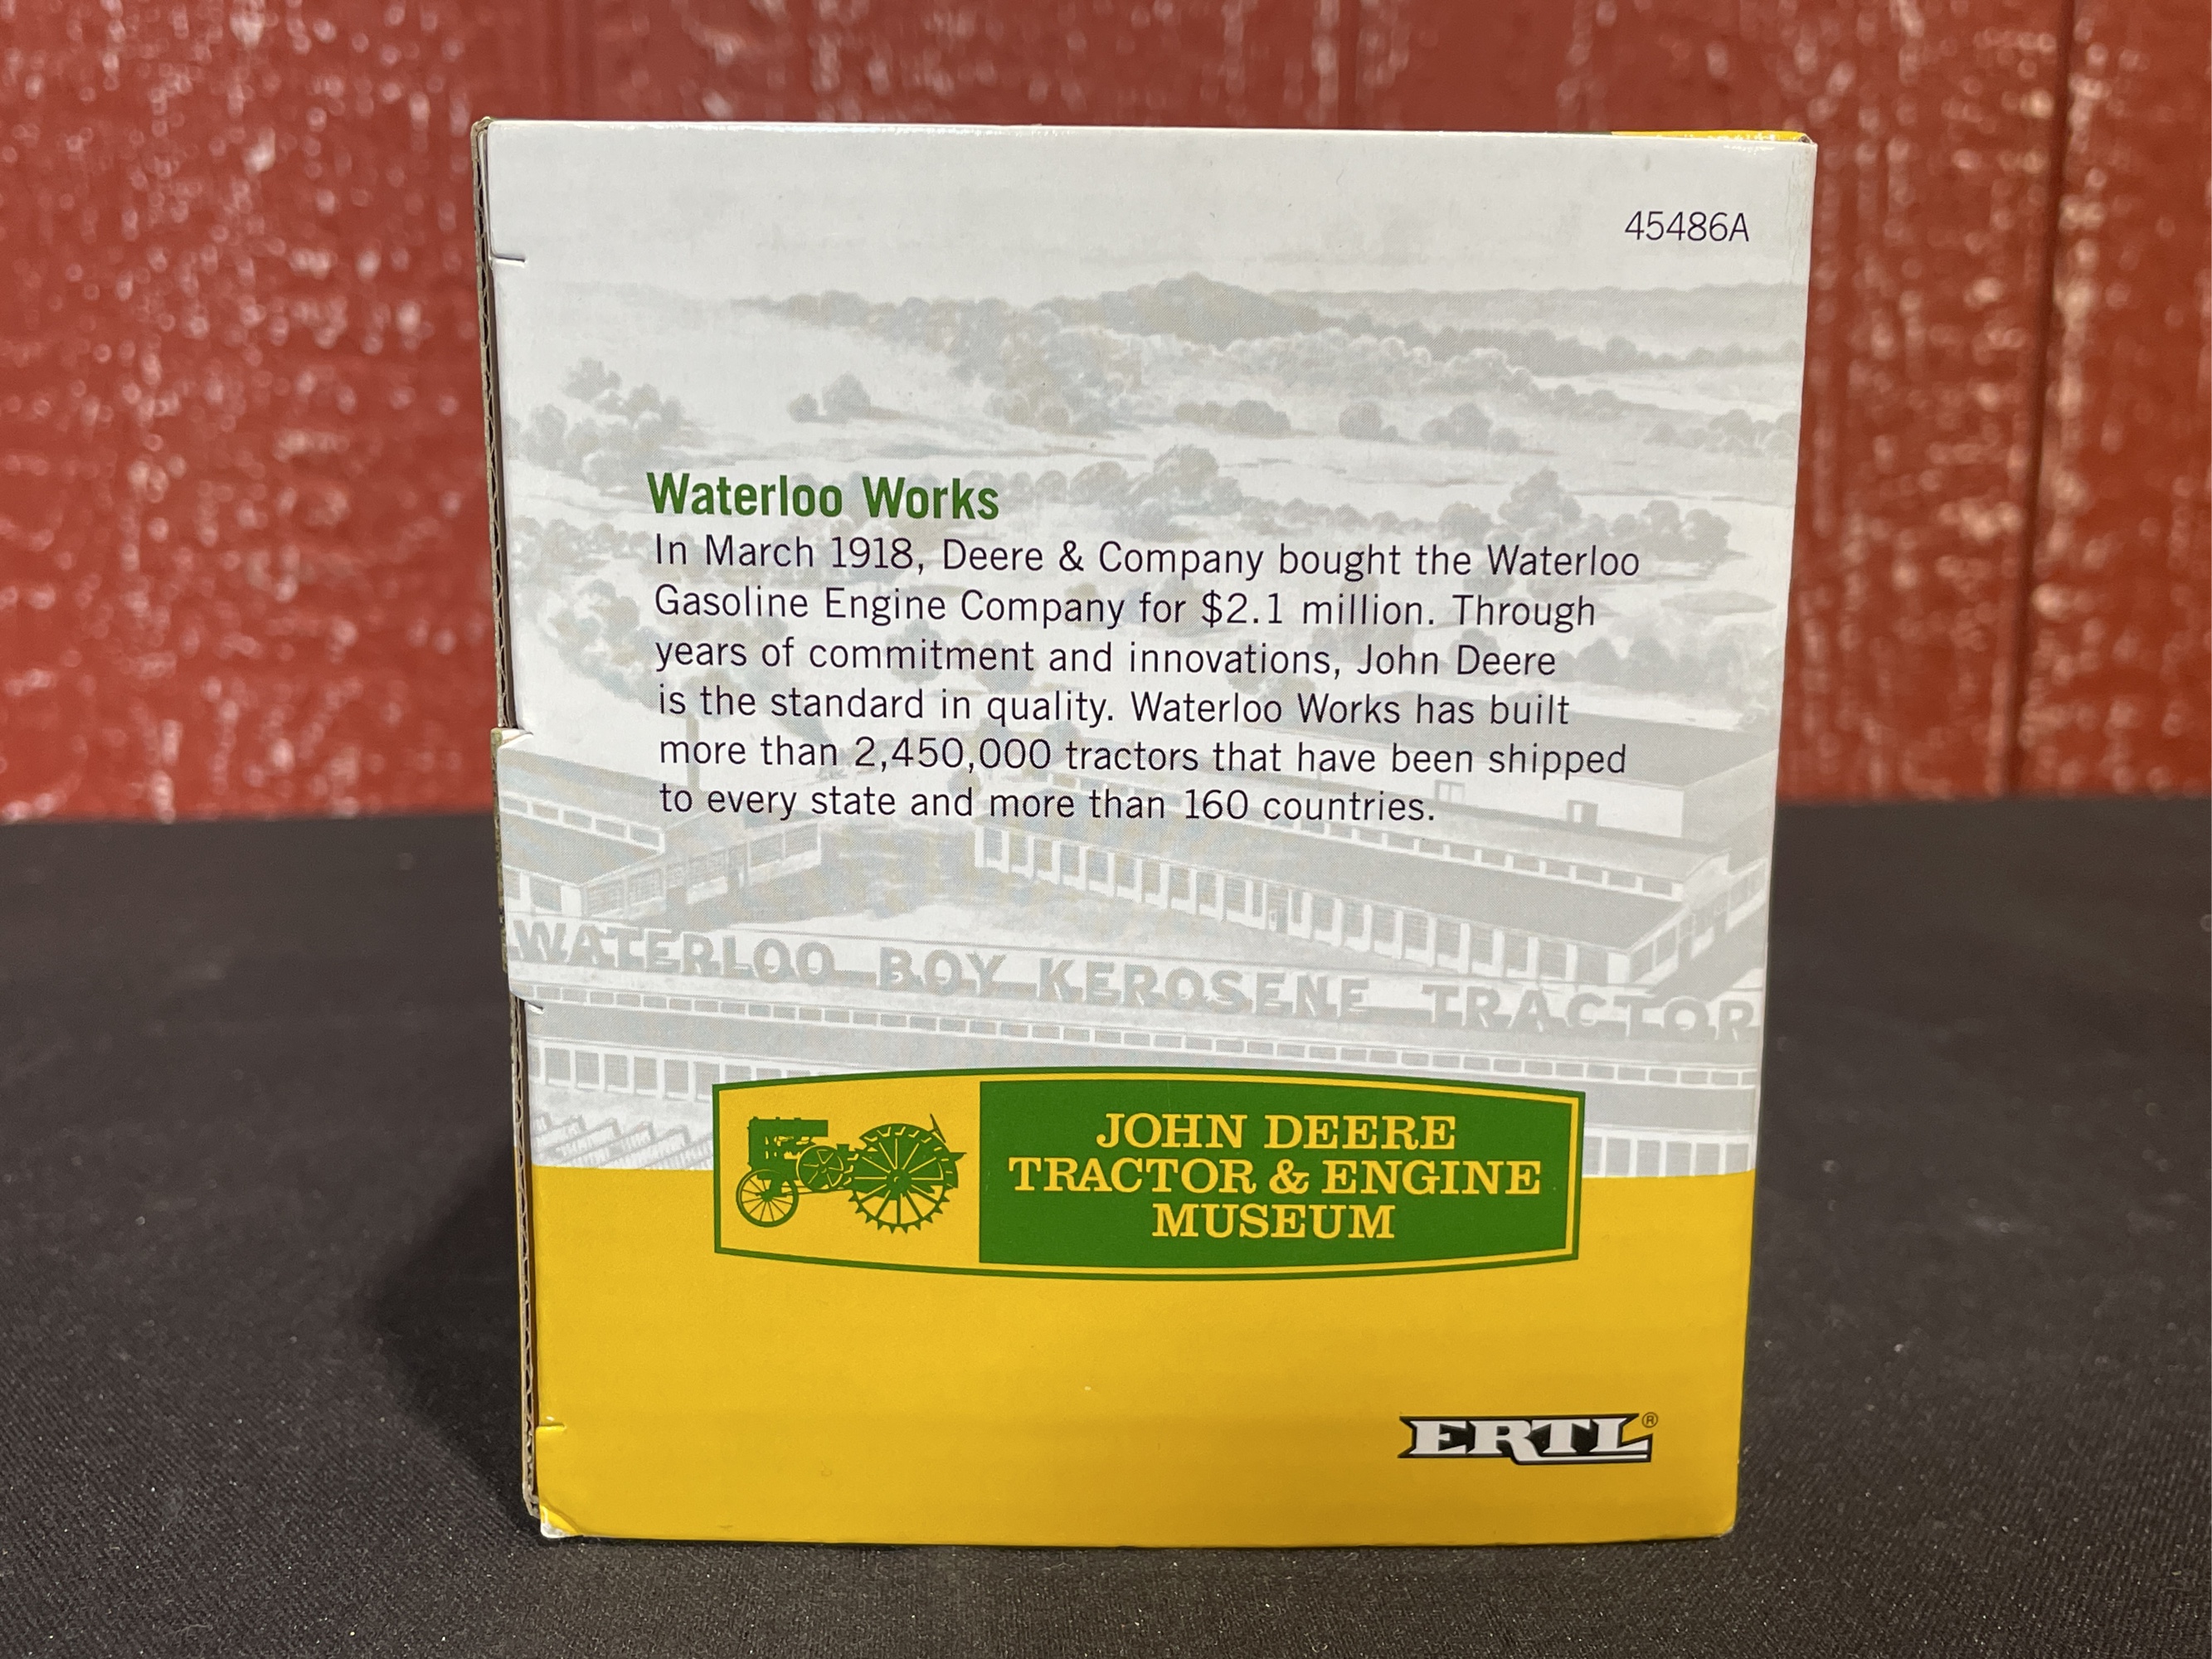 45486A
Waterloo Works
In March 1918, Deere & Company bought the Waterloo
Gasoline Engine Company for $2.1 million. Through
years of commitment and innovations, John Deere
is the standard in quality. Waterloo Works has built
more than 2,450,000 tractors that have been shipped
to every state and more than 160 countries.
WATERLOO BOY KEROSENE TRACTOR
JOHN DEERE
TRACTOR & ENGINE
MUSEUM
ERTL®